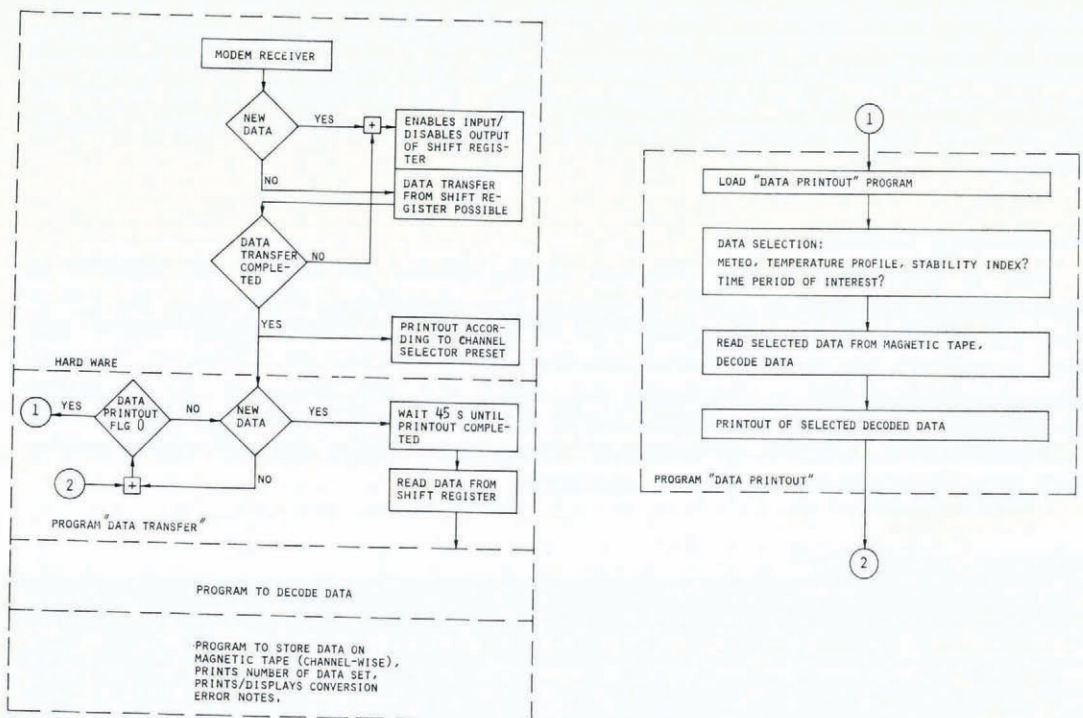 MODEM RECEIVER
NEW
DATA
YES
+
ENABLES INPUT/
DISABLES OUTPUT
OF SHIFT REGIS-
TER
NO
DATA TRANSFER
FROM SHIFT RE-
GISTER POSSIBLE
DATA
TRANSFER
COMPLE-
TED
NO
YES
PRINTOUT ACCOR-
DING TO CHANNEL
SELECTOR PRESET
HARD WARE
1
YES
DATA
PRINTOUT
FLG 0
NO
NEW
DATA
YES
WAIT 45 S UNTIL
PRINTOUT COMPLE-
TED
2
+
NO
READ DATA FROM
SHIFT REGISTER
PROGRAM "DATA TRANSFER"
PROGRAM TO DECODE DATA
PROGRAM TO STORE DATA ON
MAGNETIC TAPE (CHANNEL-WISE),
PRINTS NUMBER OF DATA SET,
PRINTS/DISPLAYS CONVERSION
ERROR NOTES.
1
LOAD "DATA PRINTOUT" PROGRAM
DATA SELECTION:
METEO, TEMPERATURE PROFILE, STABILITY INDEX?
TIME PERIOD OF INTEREST?
READ SELECTED DATA FROM MAGNETIC TAPE,
DECODE DATA
PRINTOUT OF SELECTED DECODED DATA
PROGRAM "DATA PRINTOUT"
2